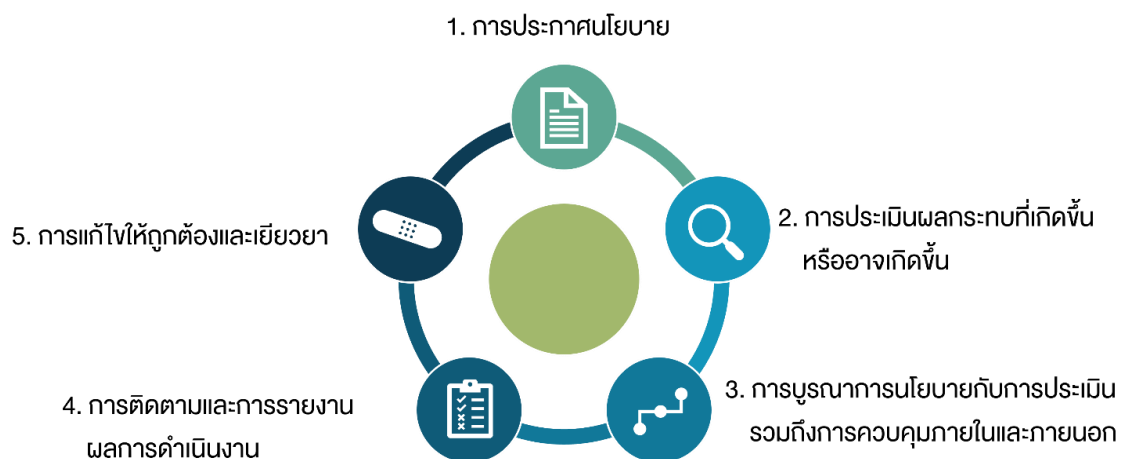 1. การประกาศนโยบาย
2. การประเมินผลกระทบที่เกิดขึ้น
หรืออาจเกิดขึ้น
3. การบูรณาการนโยบายกับการประเมิน
รวมถึงการควบคุมภายในและภายนอก
4. การติดตามและการรายงาน
ผลการดำเนินงาน
5. การแก้ไขให้ถูกต้องและเยียวยา